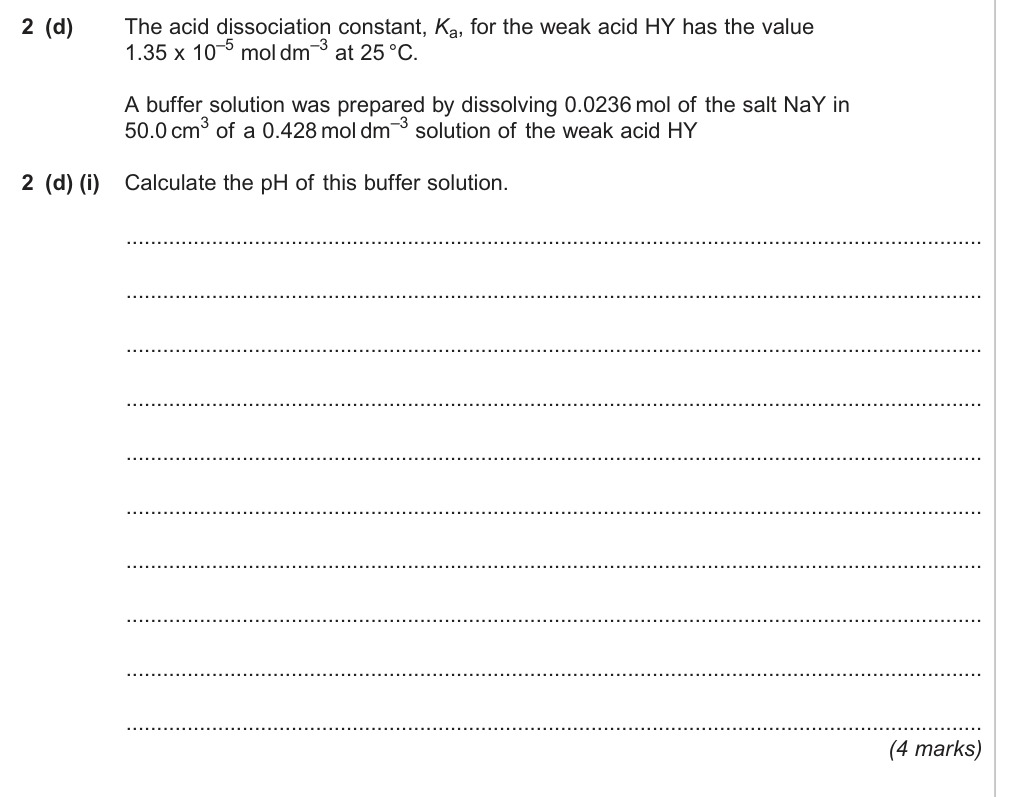 2 (d) The acid dissociation constant, Kₐ, for the weak acid HY has the value
1.35 x 10⁻⁵ mol dm⁻³ at 25 °C.
A buffer solution was prepared by dissolving 0.0236 mol of the salt NaY in
50.0 cm³ of a 0.428 mol dm⁻³ solution of the weak acid HY
2 (d) (i) Calculate the pH of this buffer solution.
(4 marks)